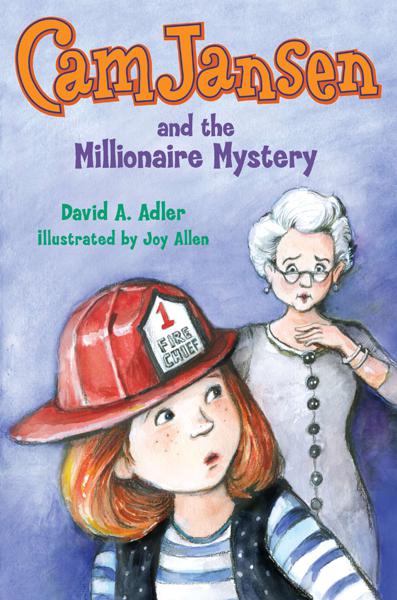 Cam Jansen
and the
Millionaire Mystery
David A. Adler
illustrated by Joy Allen
1
FIRE
CHIEF